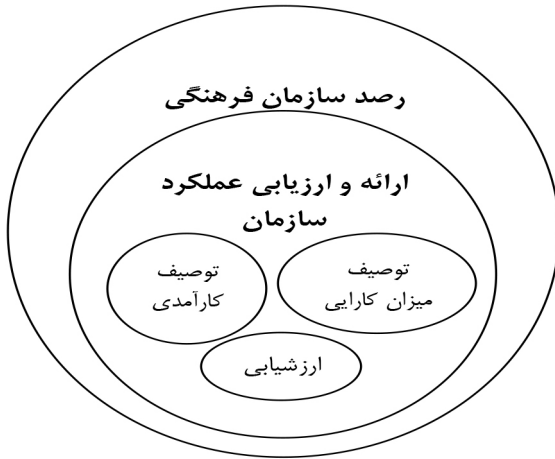 رصد سازمان فرهنگی
ارائه و ارزیابی عملکرد
سازمان
توصیف
میزان کارایی
توصیف
کارآمدی
ارزشیابی